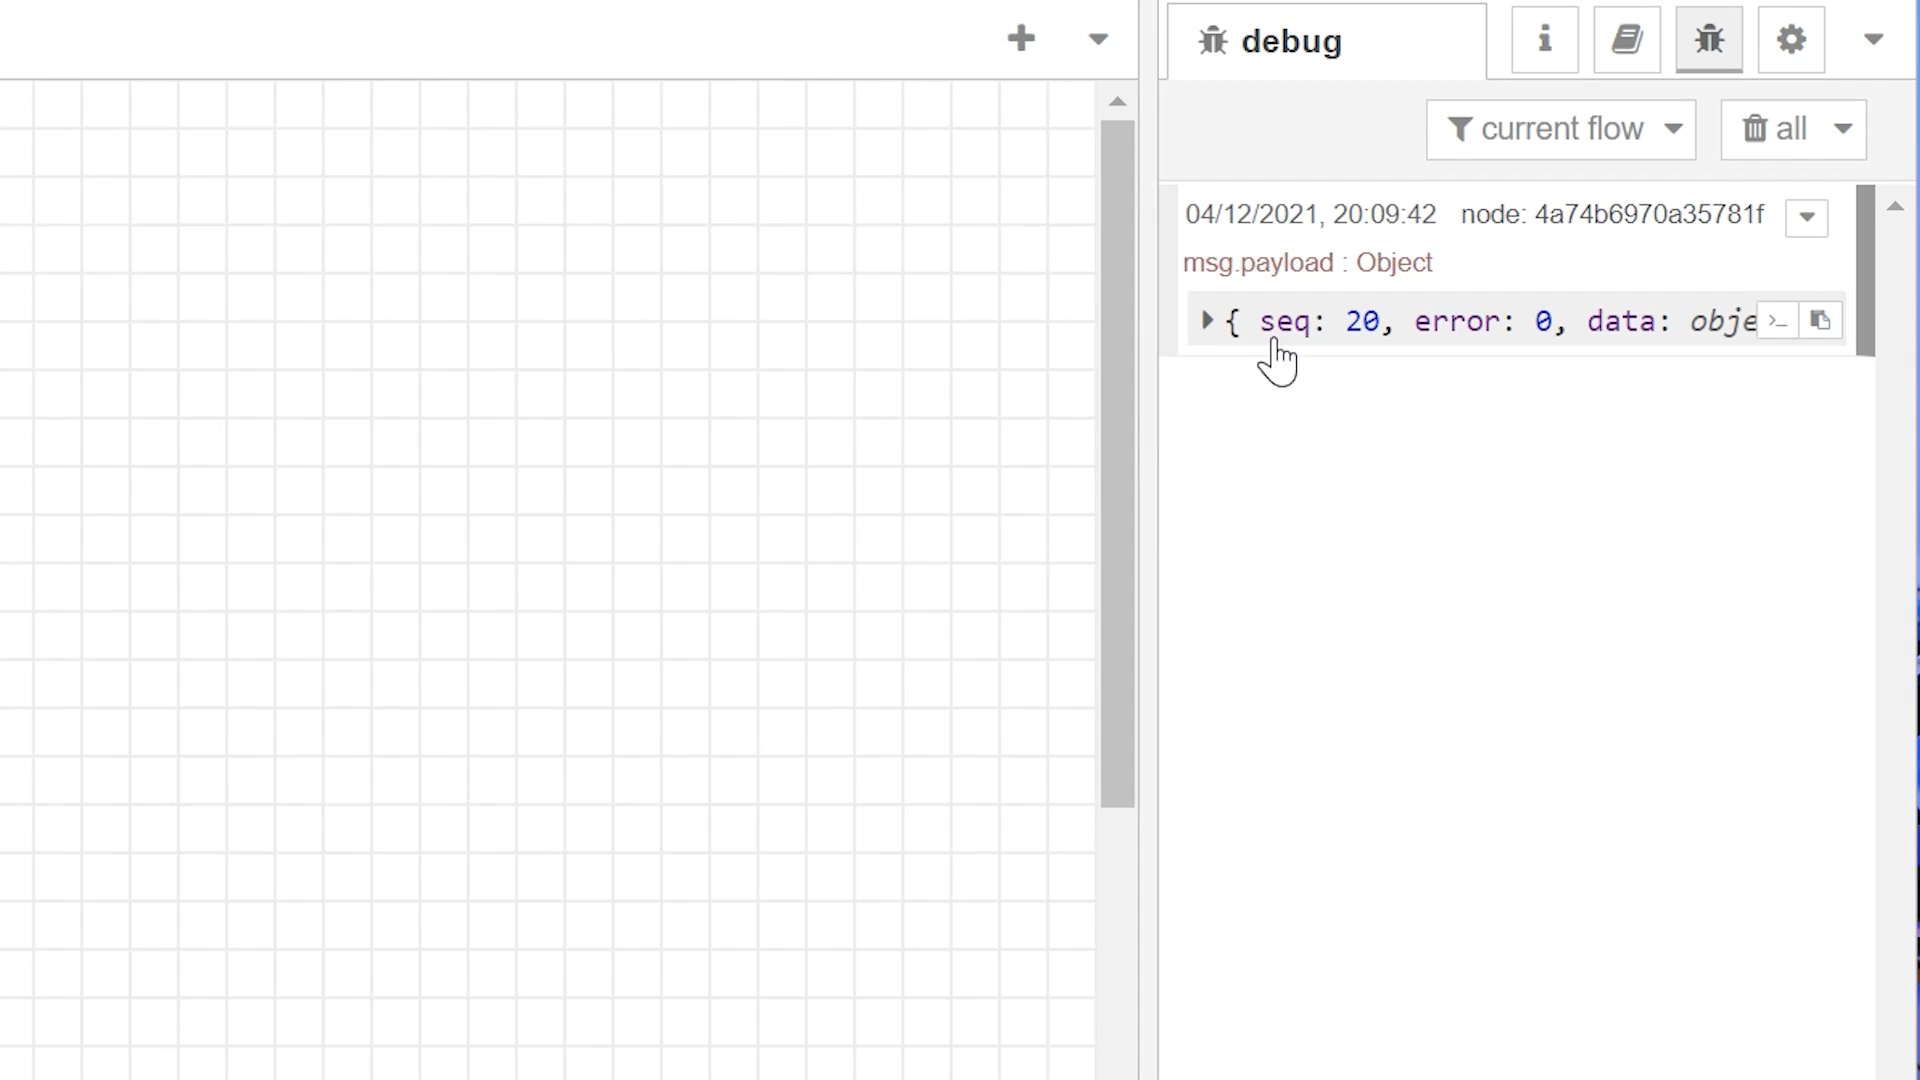 debug
current flow
all
04/12/2021, 20:09:42 node: 4a74b6970a35781f
msg.payload : Object
{ seq: 20, error: 0, data: obje